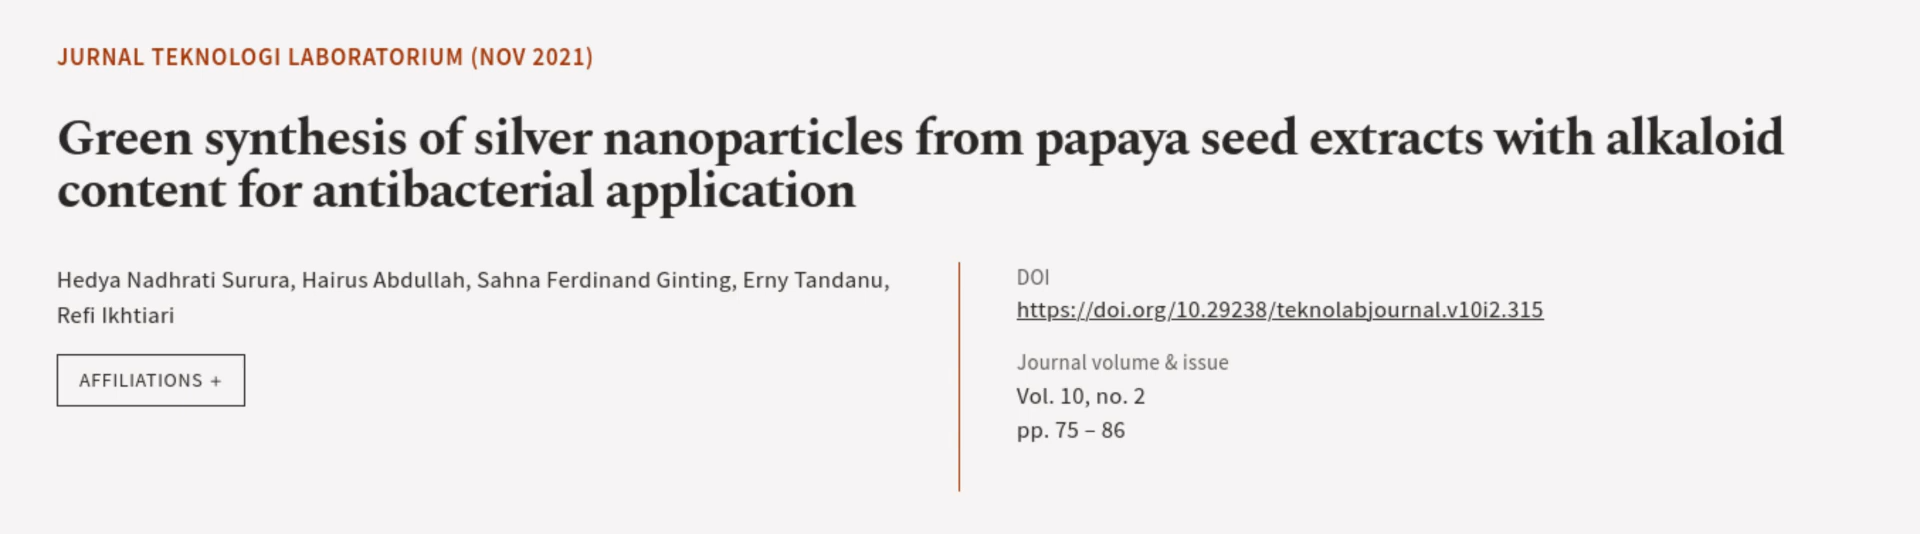 JURNAL TEKNOLOGI LABORATORIUM (NOV 2021)
Green synthesis of silver nanoparticles from papaya seed extracts with alkaloid
content for antibacterial application
Hedya Nadhrati Surura, Hairus Abdullah, Sahna Ferdinand Ginting, Erny Tandanu,
Refi Ikhtiari
AFFILIATIONS +
DOI
https://doi.org/10.29238/teknolabjournal.v10i2.315
Journal volume & issue
Vol. 10, no. 2
pp. 75 – 86